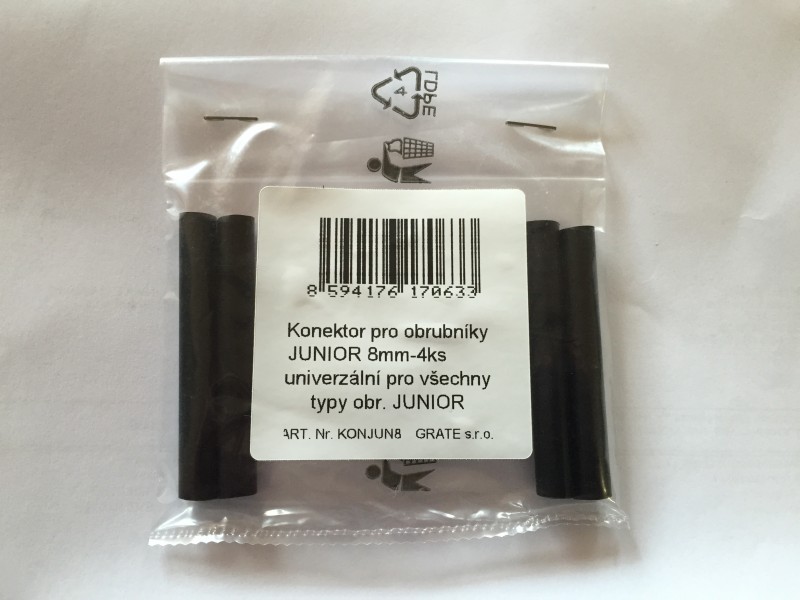 4
LDPE
8 594176 170633
Konektor pro obrubníky
JUNIOR 8mm-4ks
univerzální pro všechny
typy obr. JUNIOR
ART. Nr. KONJUN8 GRATE s.r.o.